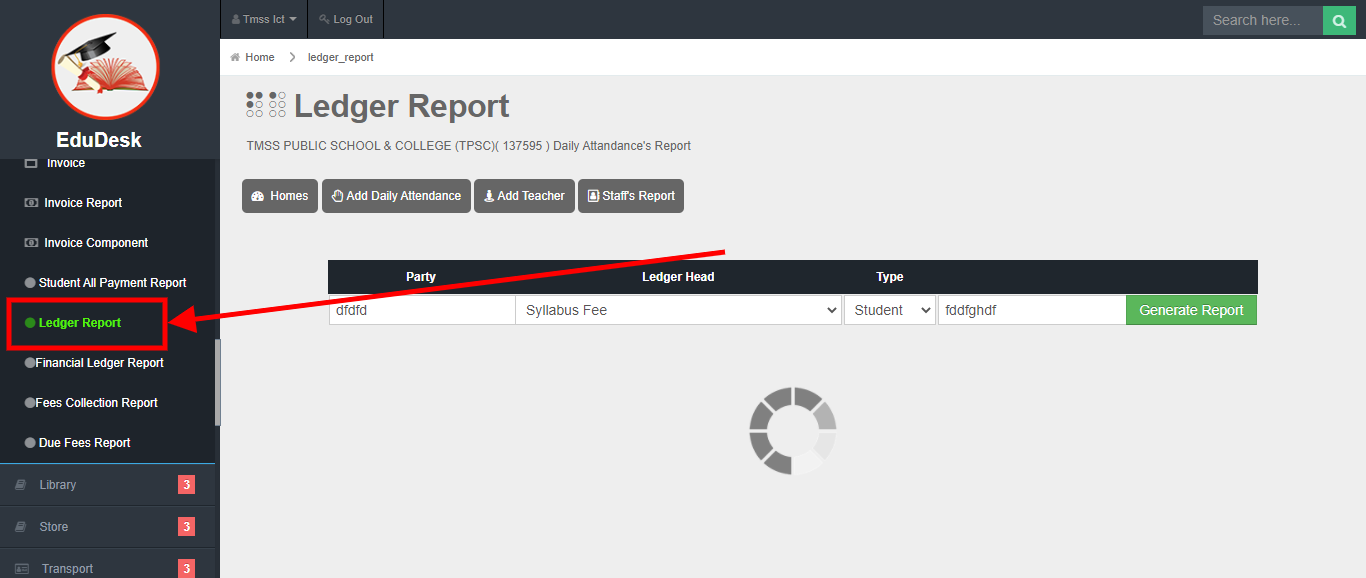 Tmss Ict
Log Out
Search here...
EduDesk
Home
ledger_report
Ledger Report
TMSS PUBLIC SCHOOL & COLLEGE (TPSC)( 137595 ) Daily Attandance's Report
Homes
Add Daily Attendance
Add Teacher
Staff's Report
Invoice
Invoice Report
Invoice Component
Student All Payment Report
Ledger Report
Financial Ledger Report
Fees Collection Report
Due Fees Report
Library 3
Store 3
Transport 3
Party Ledger Head Type
dfdfd Syllabus Fee Student fddfghdf Generate Report